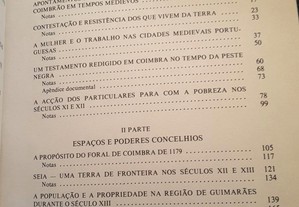 APONTAMEN
COIMBRÃO EM TEMPOS MEDIEVOS
Notas 23
CONTESTAÇÃO E RESISTÊNCIA DOS QUE VIVEM DA TERRA
Notas 33
A MULHER E O TRABALHO NAS CIDADES MEDIEVAIS PORTU- 37
GUESAS
Notas 50
UM TESTAMENTO REDIGIDO EM COIMBRA NO TEMPO DA PESTE 60
NEGRA
Notas 68
Apêndice documental
A ACÇÃO DOS PARTICULARES PARA COM A POBREZA NOS 78
SÉCULOS XI E XII
Notas 99
II PARTE
ESPAÇOS E PODERES CONCELHIOS
A PROPÓSITO DO FORAL DE COIMBRA DE 1179 105
Notas 117
SEIA — UMA TERRA DE FRONTEIRA NOS SÉCULOS XII E XIII 121
Notas 134
A POPULAÇÃO E A PROPRIEDADE NA REGIÃO DE GUIMARÃES
DURANTE O SÉCULO XIII 139
Notas